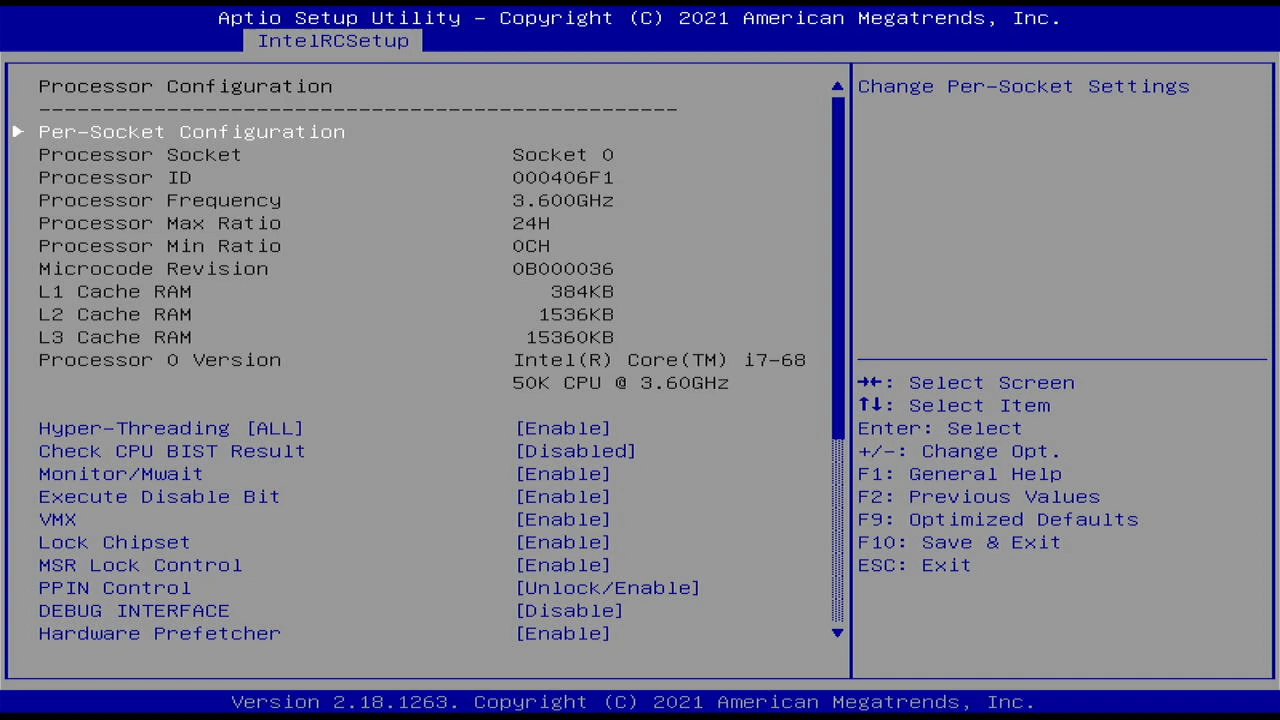 Aptio Setup Utility – Copyright (C) 2021 American Megatrends, Inc.
IntelRCSetup
Processor Configuration
--------------------------------------------------
Per-Socket Configuration
Processor Socket Socket 0
Processor ID 000406F1
Processor Frequency 3.600GHz
Processor Max Ratio 24H
Processor Min Ratio 0CH
Microcode Revision 0B000036
L1 Cache RAM 384KB
L2 Cache RAM 1536KB
L3 Cache RAM 15360KB
Processor 0 Version Intel(R) Core(TM) i7-68
50K CPU @ 3.60GHz
Hyper-Threading [ALL] [Enable]
Check CPU BIST Result [Disabled]
Monitor/Mwait [Enable]
Execute Disable Bit [Enable]
VMX [Enable]
Lock Chipset [Enable]
MSR Lock Control [Enable]
PPIN Control [Unlock/Enable]
DEBUG INTERFACE [Disable]
Hardware Prefetcher [Enable]
Change Per-Socket Settings
→←: Select Screen
↑↓: Select Item
Enter: Select
+/-: Change Opt.
F1: General Help
F2: Previous Values
F9: Optimized Defaults
F10: Save & Exit
ESC: Exit
Version 2.18.1263. Copyright (C) 2021 American Megatrends, Inc.